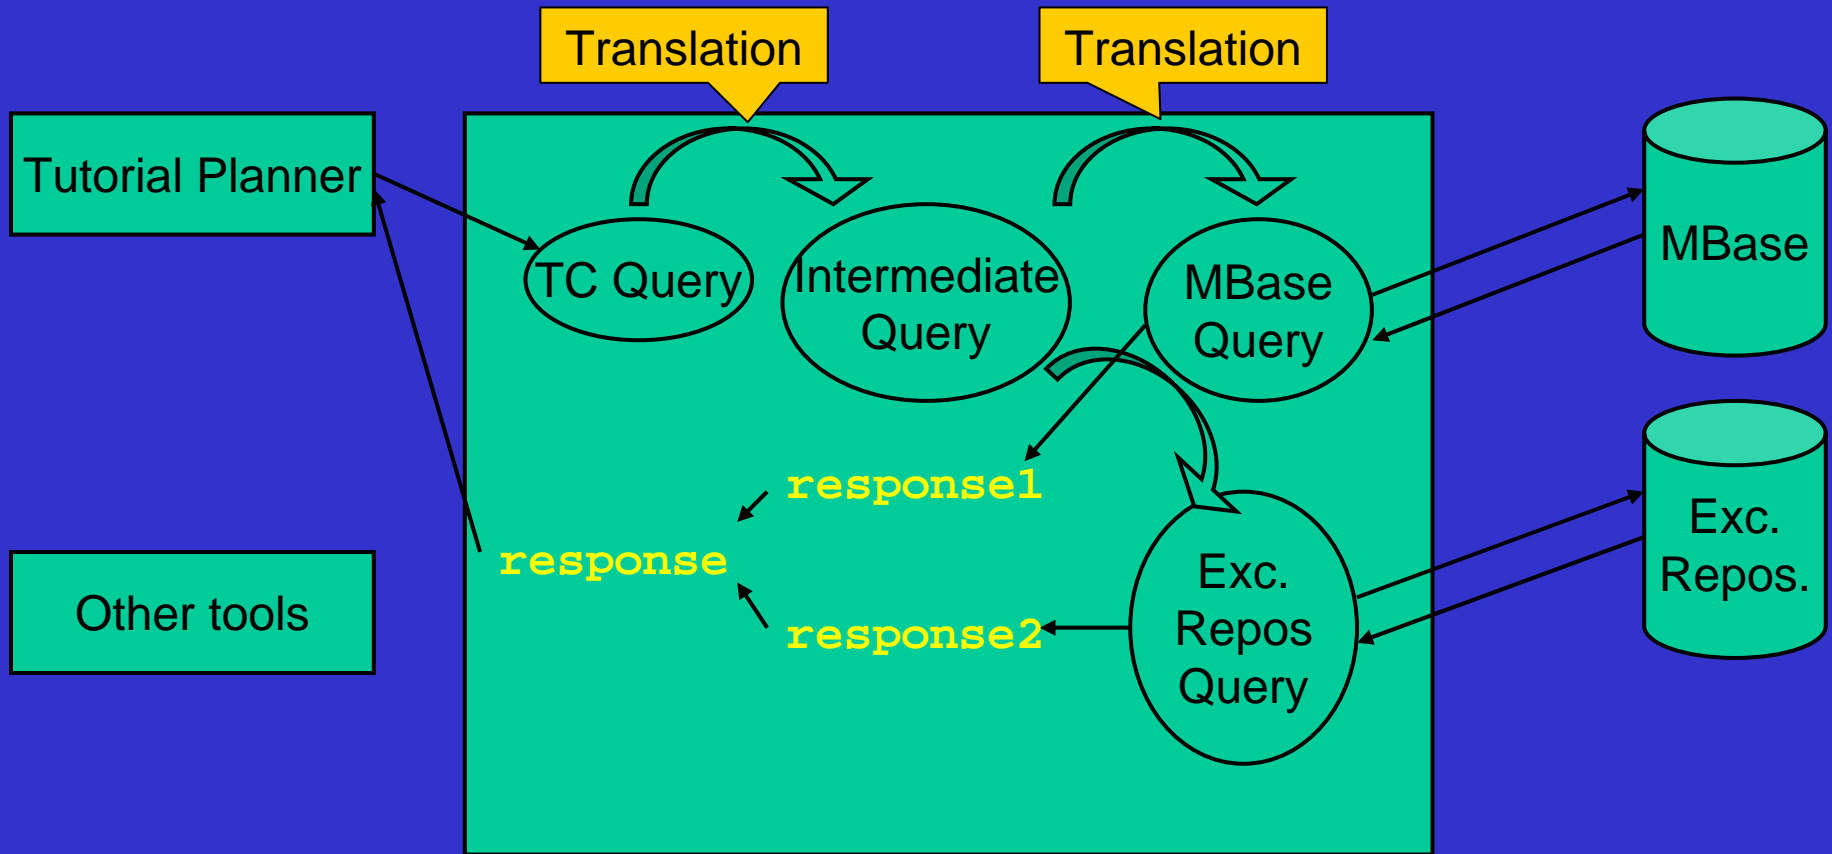 Translation
Translation
Tutorial Planner
TC Query
Intermediate
Query
MBase
Query
MBase
response1
response
response2
Exc.
Repos
Query
Exc.
Repos.
Other tools